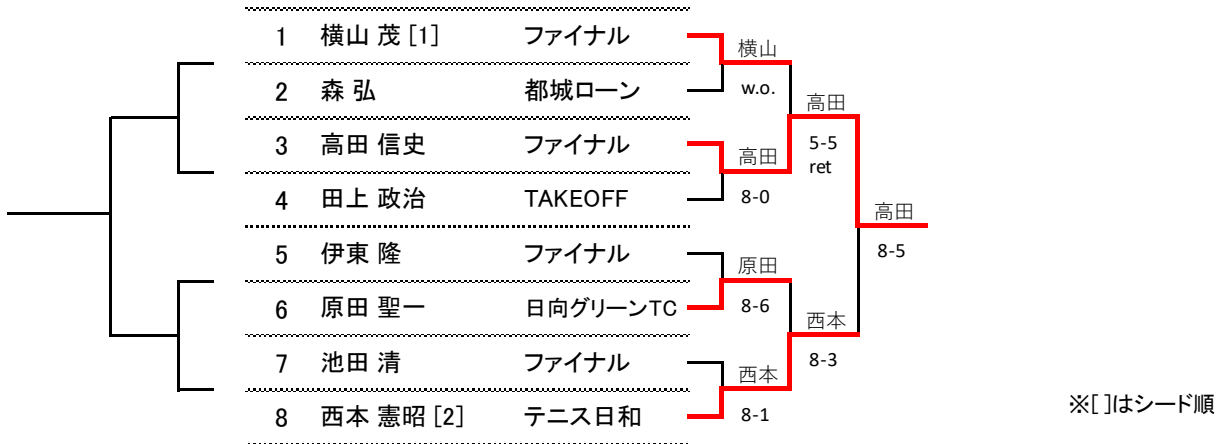 1 横山 茂 [1] ファイナル
横山
2 森 弘 都城ローン
w.o.
高田
3 高田 信史 ファイナル
高田
5-5
ret
4 田上 政治 TAKEOFF
8-0
高田
5 伊東 隆 ファイナル
原田
8-5
6 原田 聖一 日向グリーンTC
8-6
西本
7 池田 清 ファイナル
西本
8-3
8 西本 憲昭 [2] テニス日和
8-1
※[ ]はシード順